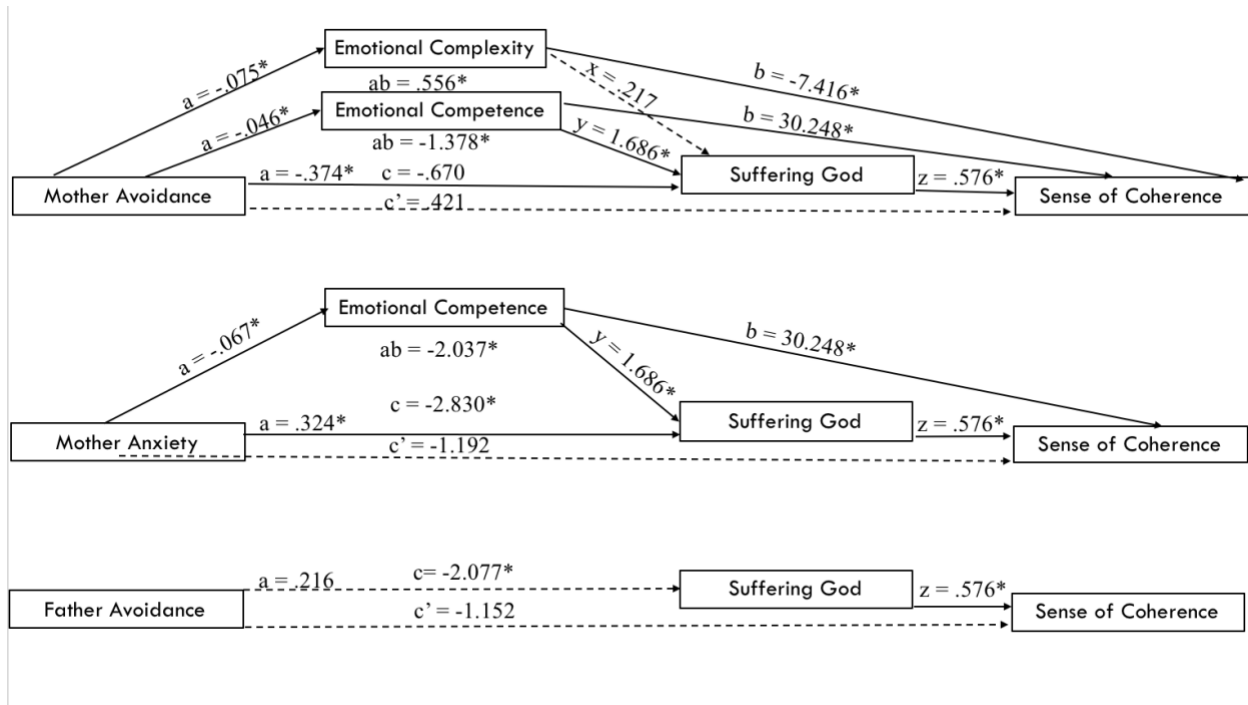 Emotional Complexity
a = -.075*
ab = .556*
x = .217
b = -7.416*
Emotional Competence
a = -.046*
b = 30.248*
ab = -1.378*
y = 1.686*
a = -.374*
c = -.670
Suffering God
z = .576*
Mother Avoidance
c’ = .421
Sense of Coherence
Emotional Competence
a = -.067*
b = 30.248*
ab = -2.037*
y = 1.686*
c = -2.830*
a = .324*
Suffering God
z = .576*
Mother Anxiety
c’ = -1.192
Sense of Coherence
a = .216
c= -2.077*
Suffering God
z = .576*
Father Avoidance
c’ = -1.152
Sense of Coherence